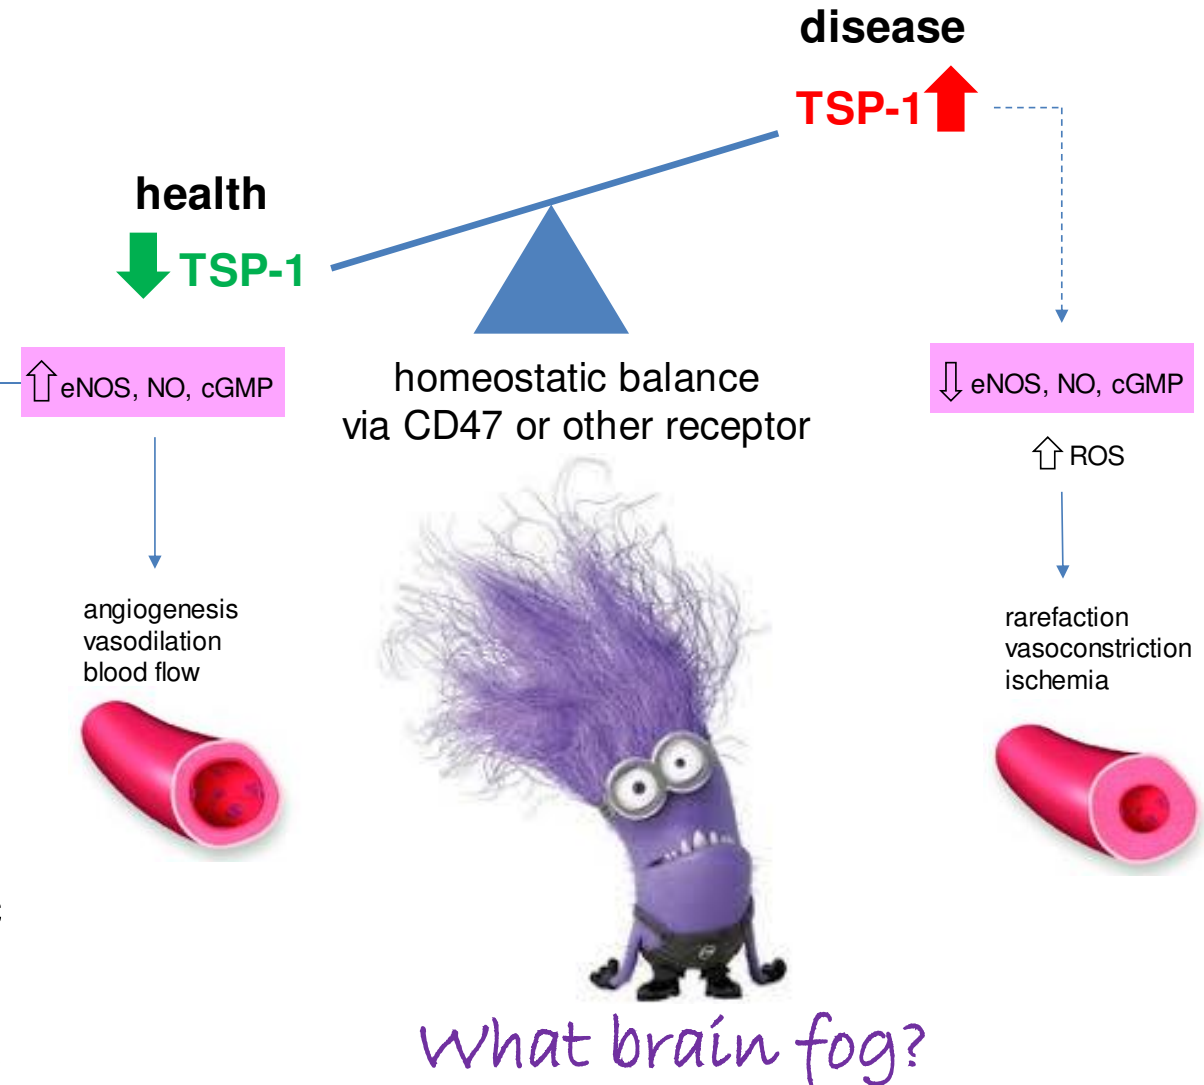 disease
TSP-1
health
TSP-1
eNOS, NO, cGMP
homeostatic balance
via CD47 or other receptor
eNOS, NO, cGMP
ROS
angiogenesis
vasodilation
blood flow
rarefaction
vasoconstriction
ischemia
What brain fog?